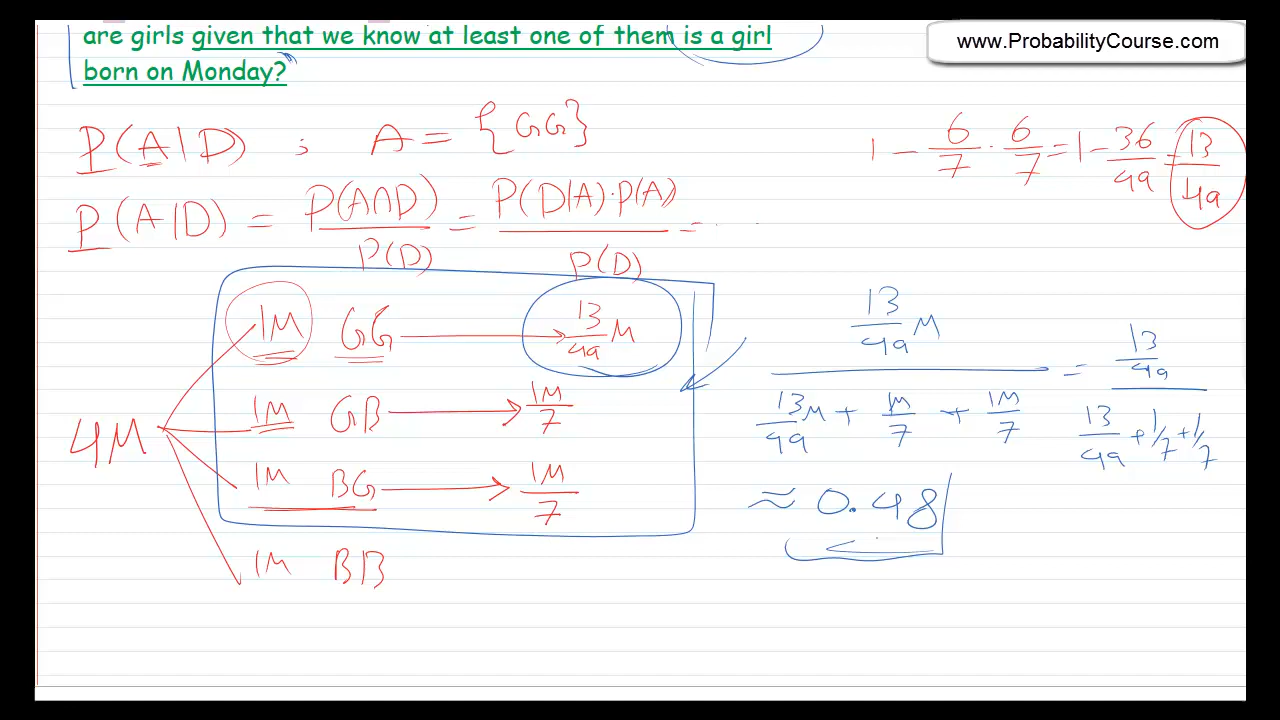 are girls given that we know at least one of them is a girl
born on Monday?
www.ProbabilityCourse.com
P(A|D) ; A = {GG}
1 - 6/7 · 6/7 = 1 - 36/49 = 13/49
P(A|D) = P(A∩D)/P(D) = P(D|A)·P(A)/P(D) = ....
4M
1M GG → 13/49 M
1M GB → 1M/7
1M BG → 1M/7
1M BB
13/49 M / (13/49 M + M/7 + 1M/7) = 13/49 / (13/49 + 1/7 + 1/7)
≈ 0.48